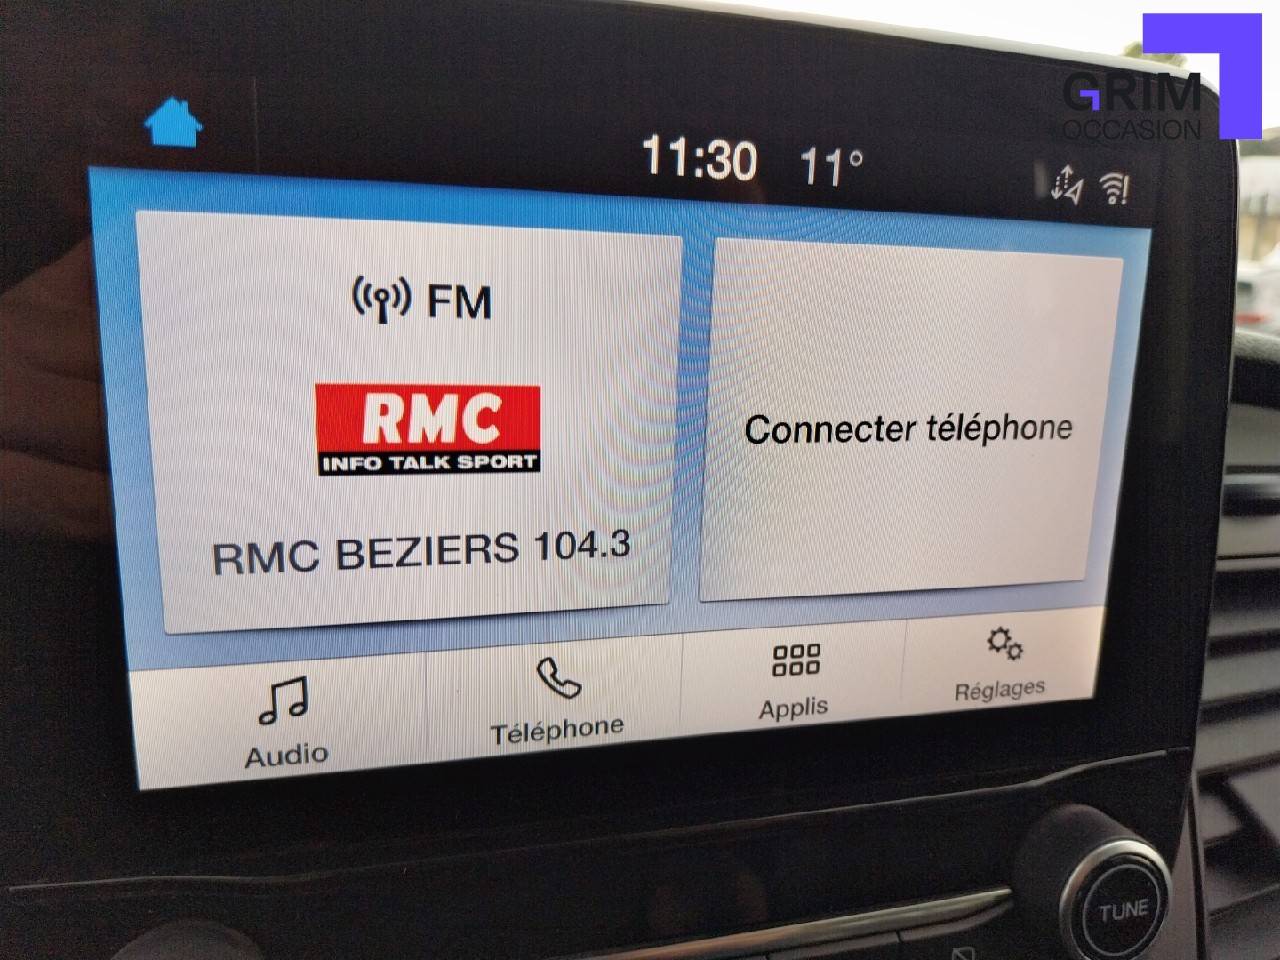 GRIM
OCCASION
11:30 11°
FM
RMC
INFO TALK SPORT
RMC BEZIERS 104.3
Connecter téléphone
Audio
Téléphone
Applis
Réglages
TUNE